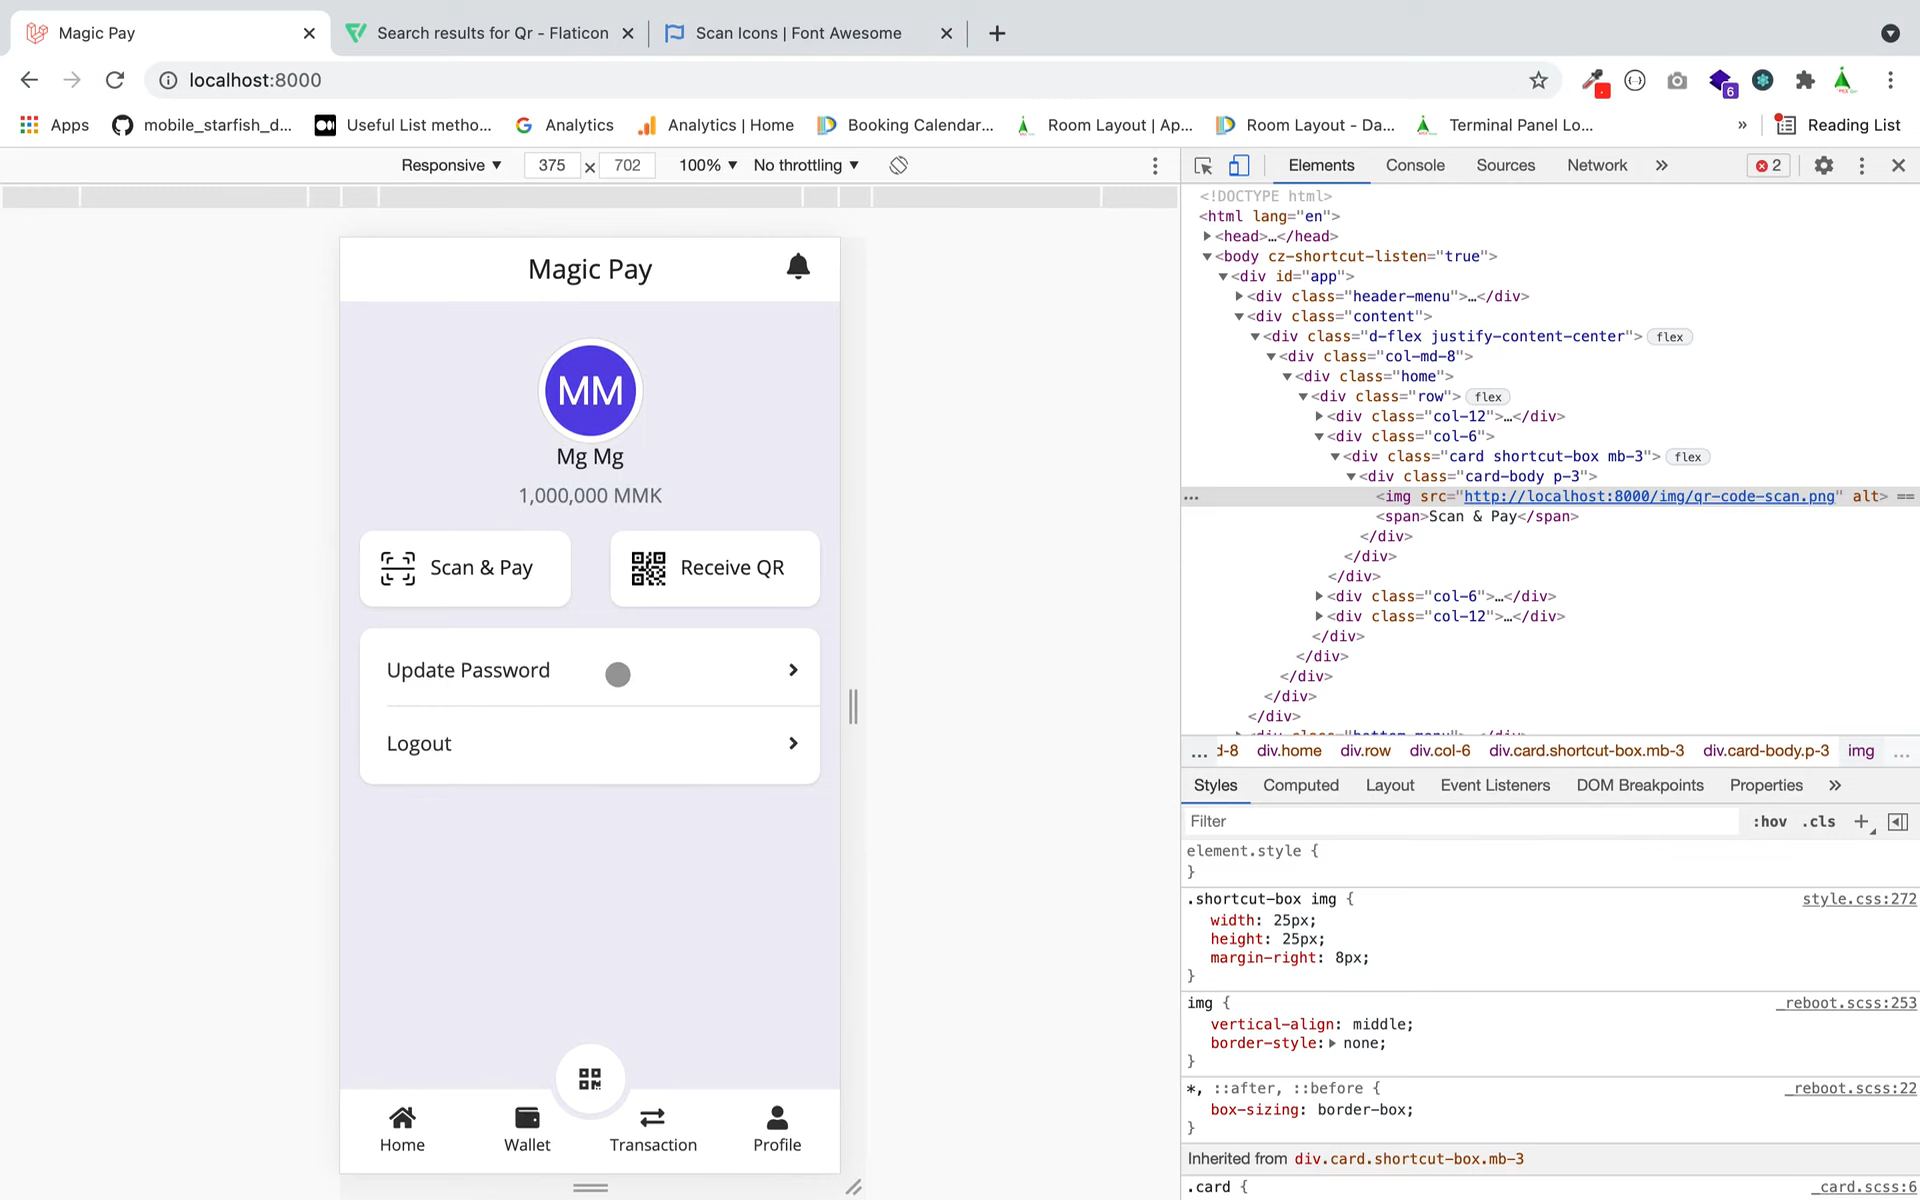 Magic Pay
Search results for Qr - Flaticon
Scan Icons | Font Awesome
localhost:8000
6
Apps
mobile_starfish_d...
Useful List metho...
Analytics
Analytics | Home
Booking Calendar...
Room Layout | Ap...
Room Layout - Da...
Terminal Panel Lo...
»
Reading List
Responsive ▼ 375 × 702 100% ▼ No throttling ▼
Elements Console Sources Network » 2
Magic Pay
MM
Mg Mg
1,000,000 MMK
Scan & Pay
Receive QR
Update Password
Logout
Home
Wallet
Transaction
Profile
<!DOCTYPE html>
<html lang="en">
<head>…</head>
<body cz-shortcut-listen="true">
<div id="app">
<div class="header-menu">…</div>
<div class="content">
<div class="d-flex justify-content-center"> flex
<div class="col-md-8">
<div class="home">
<div class="row"> flex
<div class="col-12">…</div>
<div class="col-6">
<div class="card shortcut-box mb-3"> flex
<div class="card-body p-3">
... <img src="http://localhost:8000/img/qr-code-scan.png" alt> ==
<span>Scan & Pay</span>
</div>
</div>
</div>
<div class="col-6">…</div>
<div class="col-12">…</div>
</div>
</div>
</div>
</div>
</div>
... d-8 div.home div.row div.col-6 div.card.shortcut-box.mb-3 div.card-body.p-3 img ...
Styles Computed Layout Event Listeners DOM Breakpoints Properties »
Filter :hov .cls +
element.style {
}
.shortcut-box img { style.css:272
width: 25px;
height: 25px;
margin-right: 8px;
}
img { _reboot.scss:253
vertical-align: middle;
border-style: none;
}
*, ::after, ::before { _reboot.scss:22
box-sizing: border-box;
}
Inherited from div.card.shortcut-box.mb-3
.card { _card.scss:6